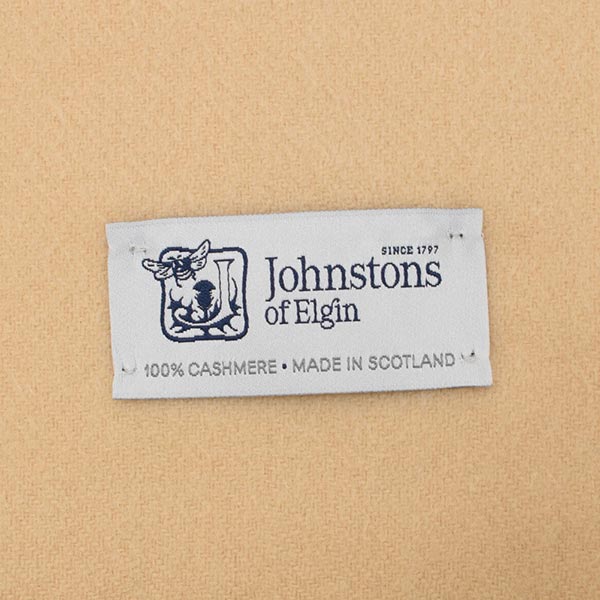 SINCE 1797
Johnstons
of Elgin
100% CASHMERE • MADE IN SCOTLAND